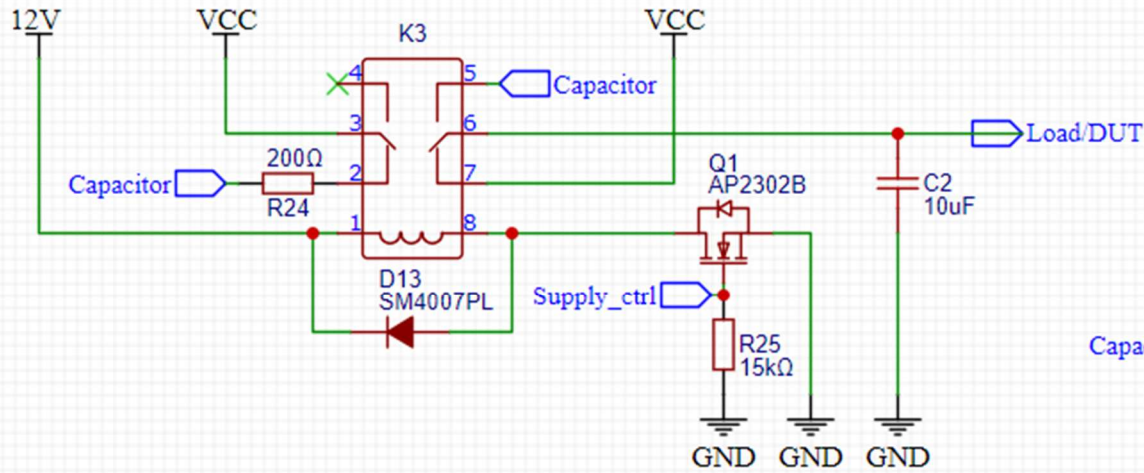 12V
VCC
K3
VCC
4
5
Capacitor
3
6
Load/DUT
200Ω
Capacitor
2
7
R24
Q1
AP2302B
C2
10uF
1
8
D13
SM4007PL
Supply_ctrl
R25
15kΩ
Capa
GND
GND
GND